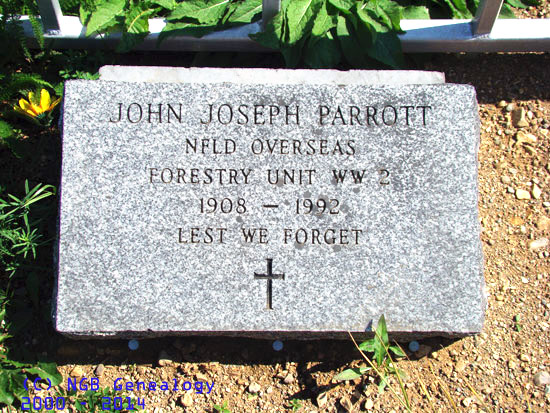 JOHN JOSEPH PARROTT
NFLD OVERSEAS
FORESTRY UNIT WW 2
1908 - 1992
LEST WE FORGET
(C) NGB Genealogy
2000 - 2014